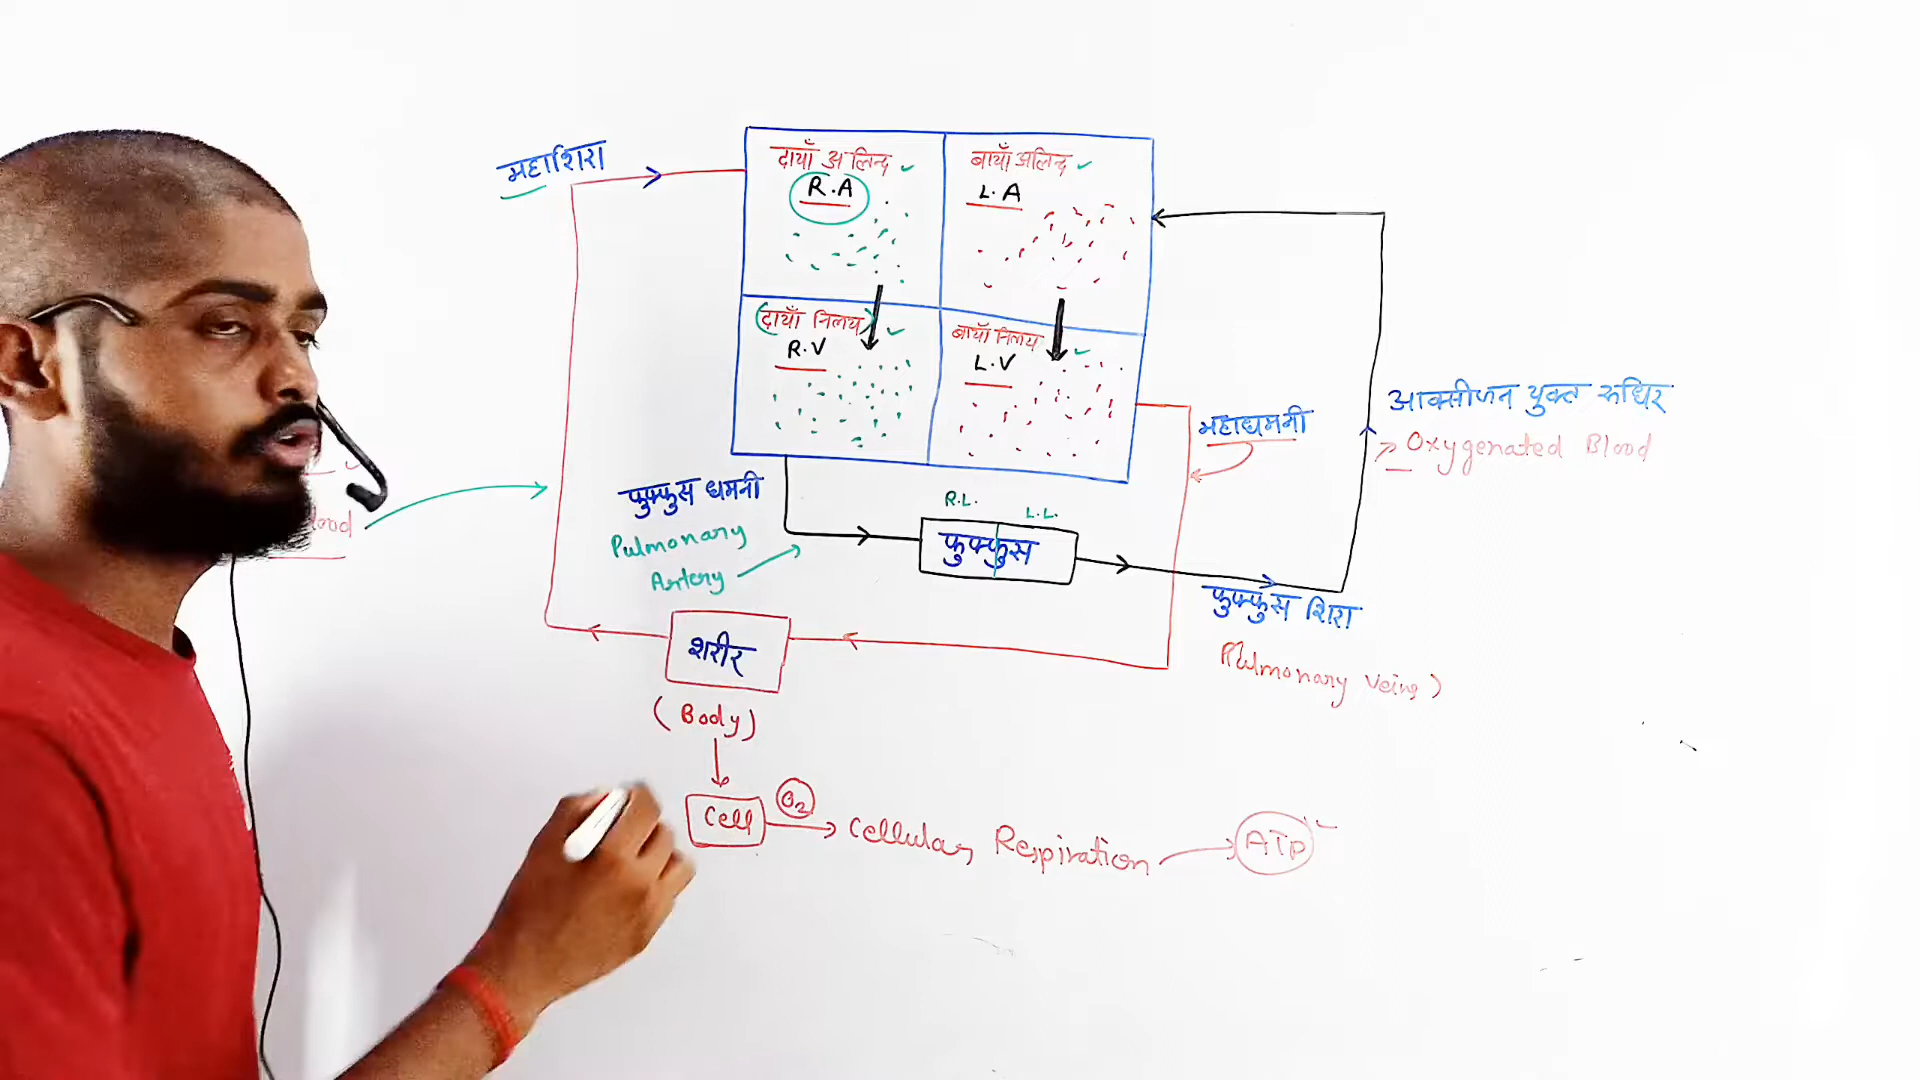 महाशिरा
दायाँ अलिन्द
R.A
बायाँ अलिन्द
L.A
दायाँ निलय
R.V
बायाँ निलय
L.V
महाधमनी
आक्सीजन युक्त रुधिर
Oxygenated Blood
फुफ्फुस धमनी
Pulmonary
Artery
R.L.
L.L.
फुफ्फुस
फुफ्फुस शिरा
Pulmonary Veins)
शरीर
(Body)
Cell
O2
Cellular Respiration
ATP